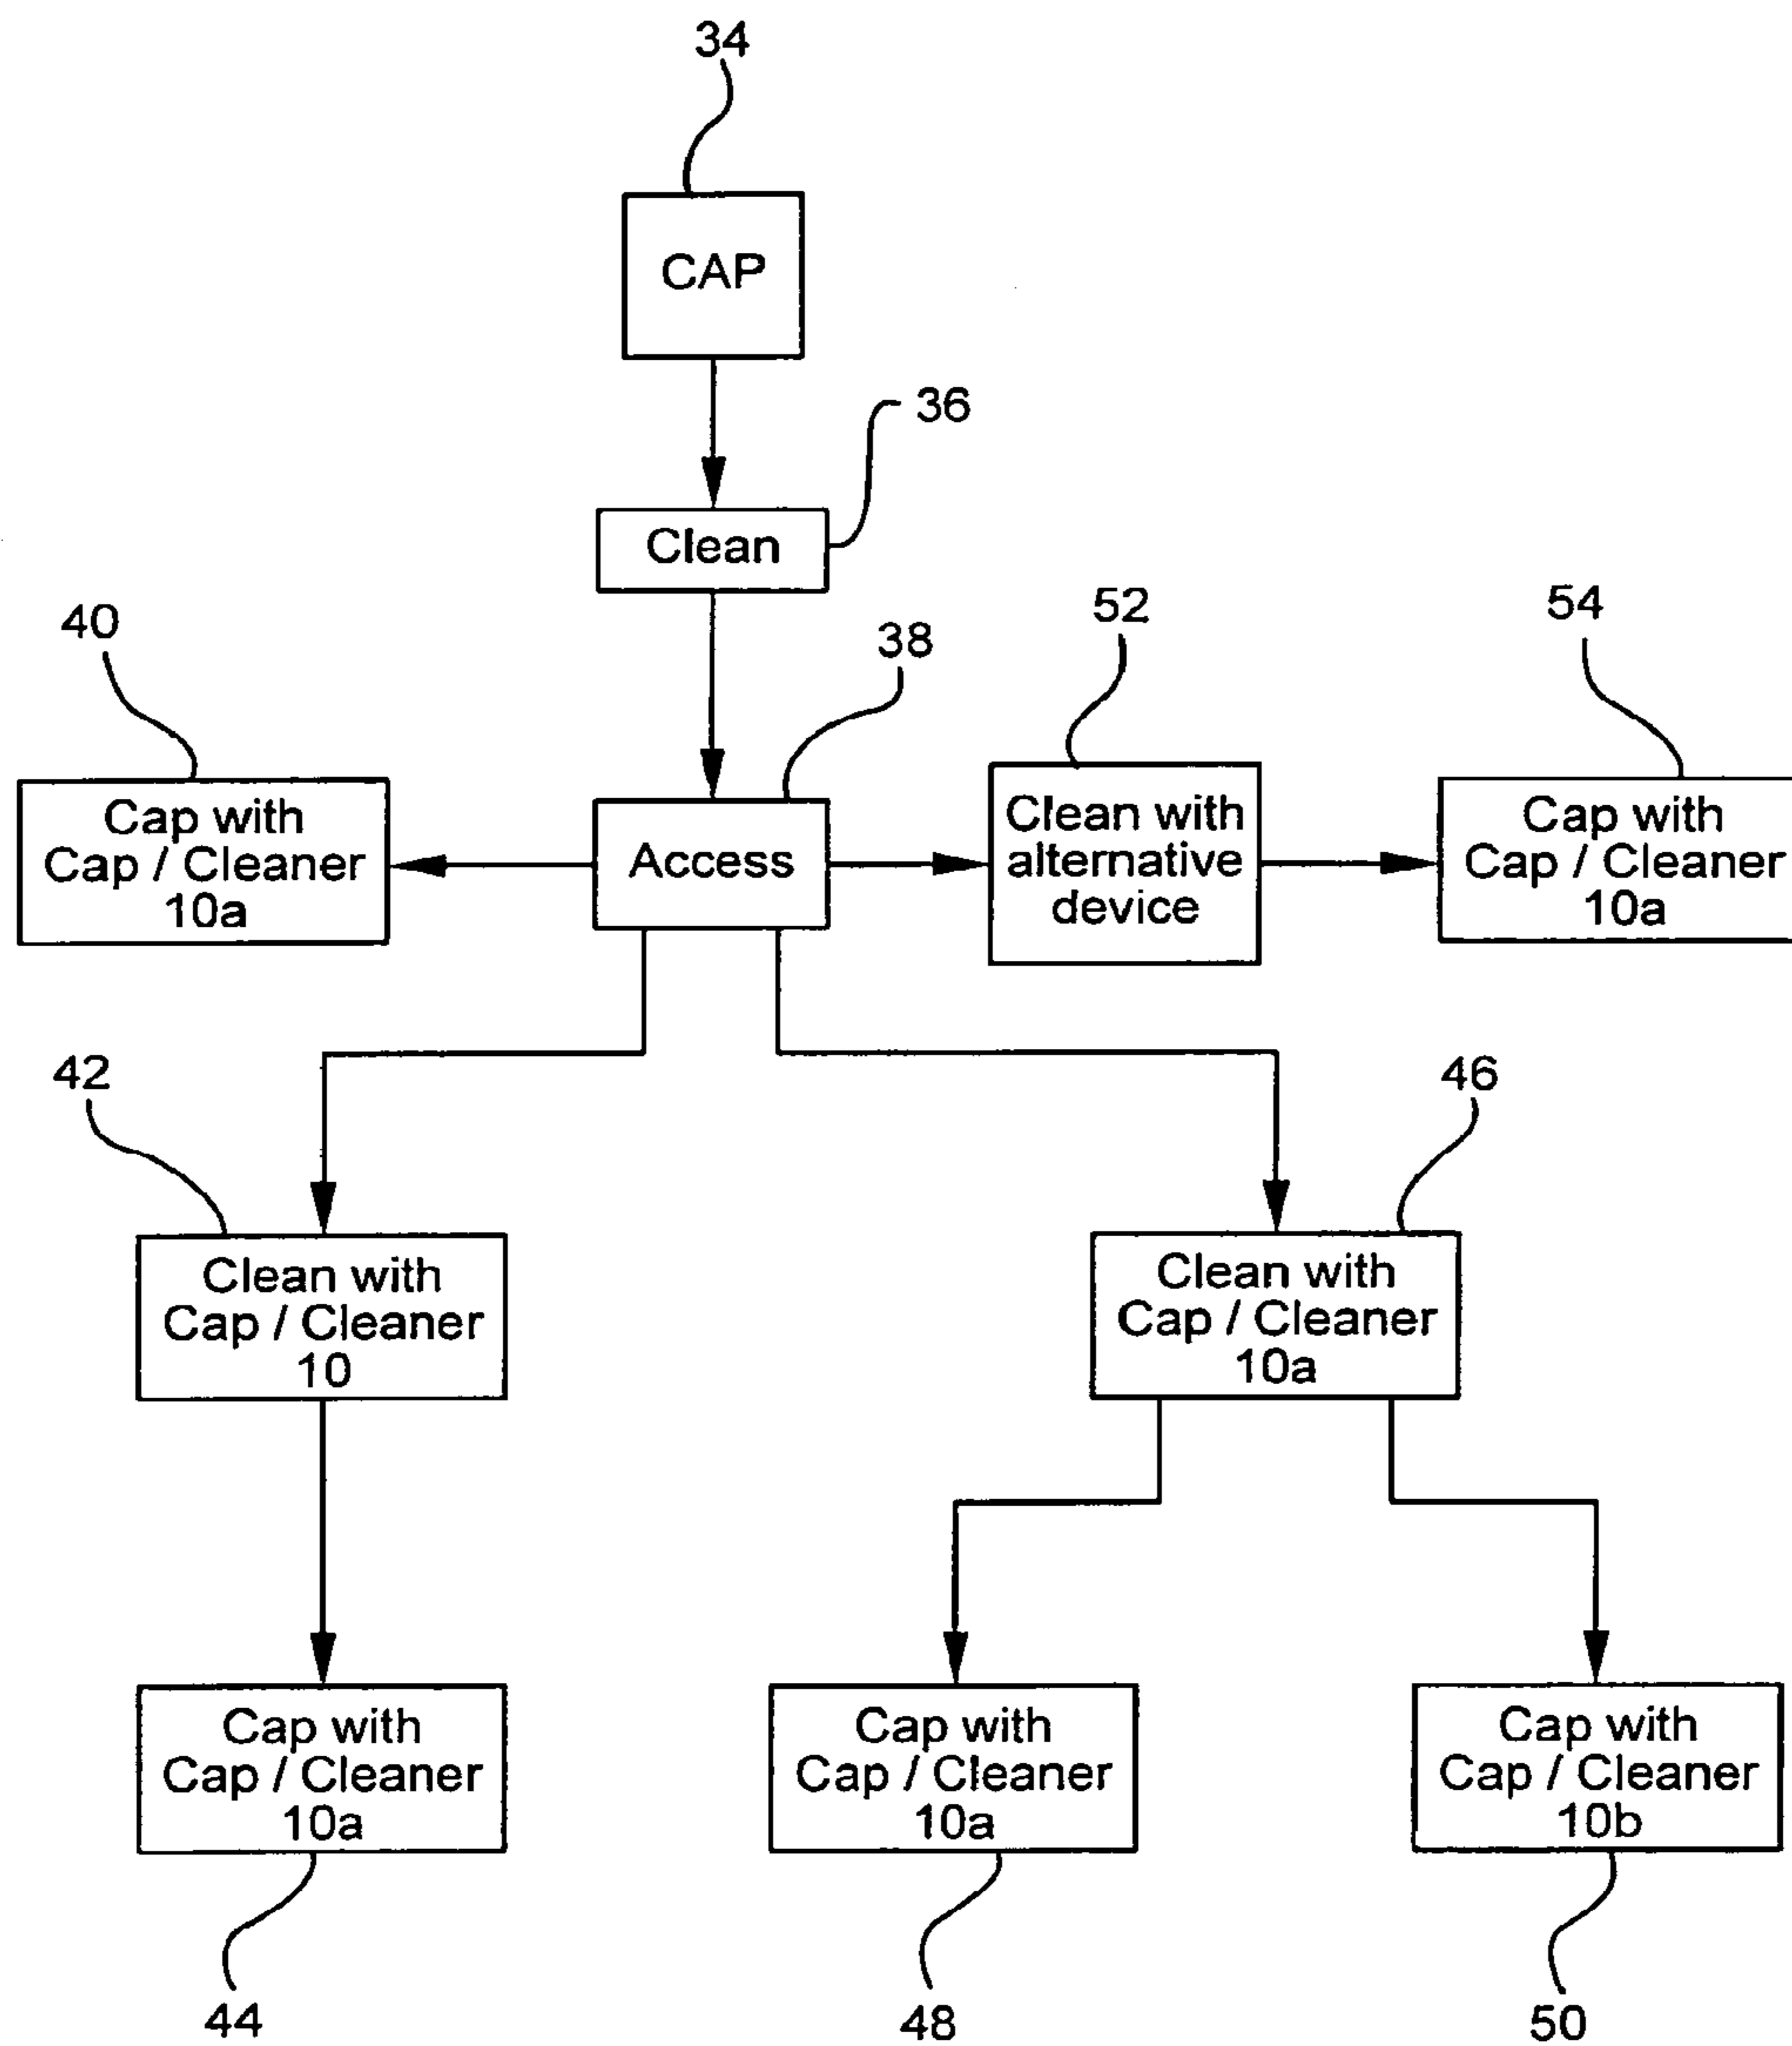 34
CAP
36
Clean
40
38
52
54
Cap with
Cap / Cleaner
10a
Access
Clean with
alternative
device
Cap with
Cap / Cleaner
10a
42
46
Clean with
Cap / Cleaner
10
Clean with
Cap / Cleaner
10a
Cap with
Cap / Cleaner
10a
Cap with
Cap / Cleaner
10a
Cap with
Cap / Cleaner
10b
44
48
50